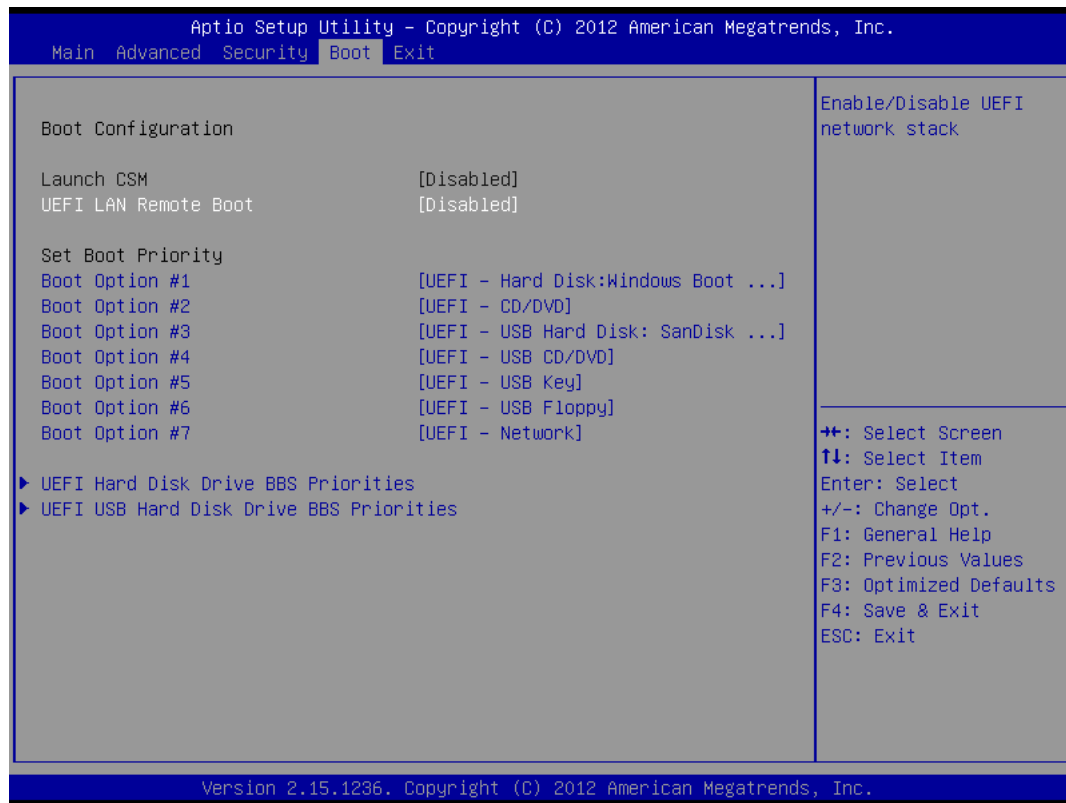 Aptio Setup Utility – Copyright (C) 2012 American Megatrends, Inc.
Main Advanced Security Boot Exit
Boot Configuration
Launch CSM [Disabled]
UEFI LAN Remote Boot [Disabled]
Set Boot Priority
Boot Option #1 [UEFI – Hard Disk:Windows Boot ...]
Boot Option #2 [UEFI – CD/DVD]
Boot Option #3 [UEFI – USB Hard Disk: SanDisk ...]
Boot Option #4 [UEFI – USB CD/DVD]
Boot Option #5 [UEFI – USB Key]
Boot Option #6 [UEFI – USB Floppy]
Boot Option #7 [UEFI – Network]
▶ UEFI Hard Disk Drive BBS Priorities
▶ UEFI USB Hard Disk Drive BBS Priorities
Enable/Disable UEFI
network stack
→←: Select Screen
↑↓: Select Item
Enter: Select
+/–: Change Opt.
F1: General Help
F2: Previous Values
F3: Optimized Defaults
F4: Save & Exit
ESC: Exit
Version 2.15.1236. Copyright (C) 2012 American Megatrends, Inc.